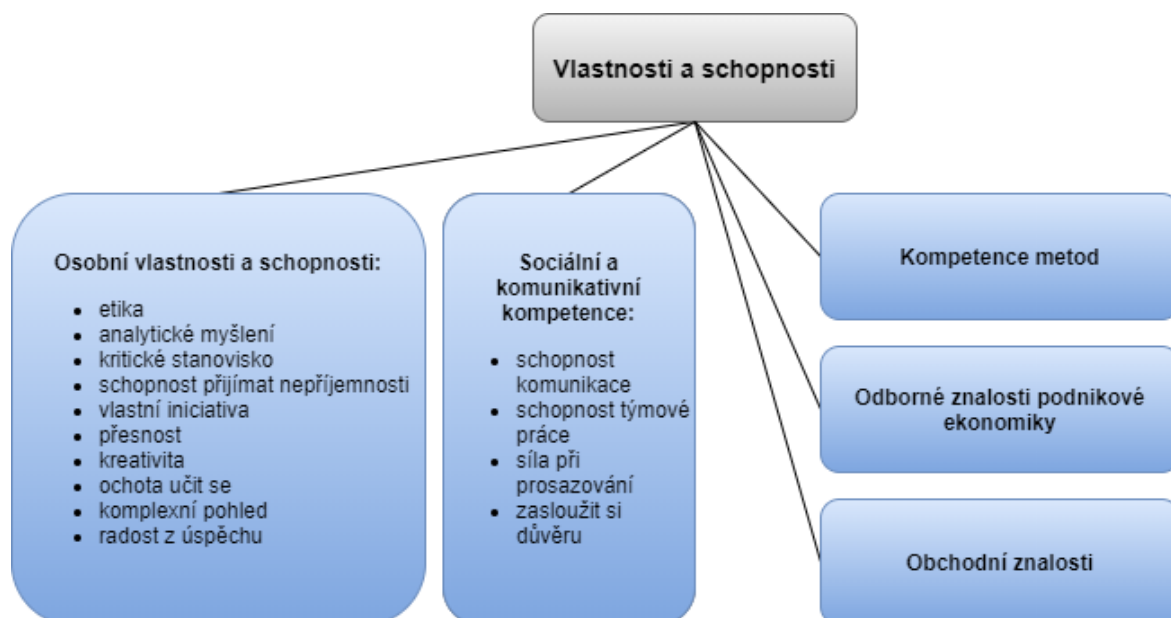 Vlastnosti a schopnosti
Osobní vlastnosti a schopnosti:
• etika
• analytické myšlení
• kritické stanovisko
• schopnost přijímat nepříjemnosti
• vlastní iniciativa
• přesnost
• kreativita
• ochota učit se
• komplexní pohled
• radost z úspěchu
Sociální a
komunikativní
kompetence:
• schopnost
komunikace
• schopnost týmové
práce
• síla při
prosazování
• zasloužit si
důvěru
Kompetence metod
Odborné znalosti podnikové
ekonomiky
Obchodní znalosti